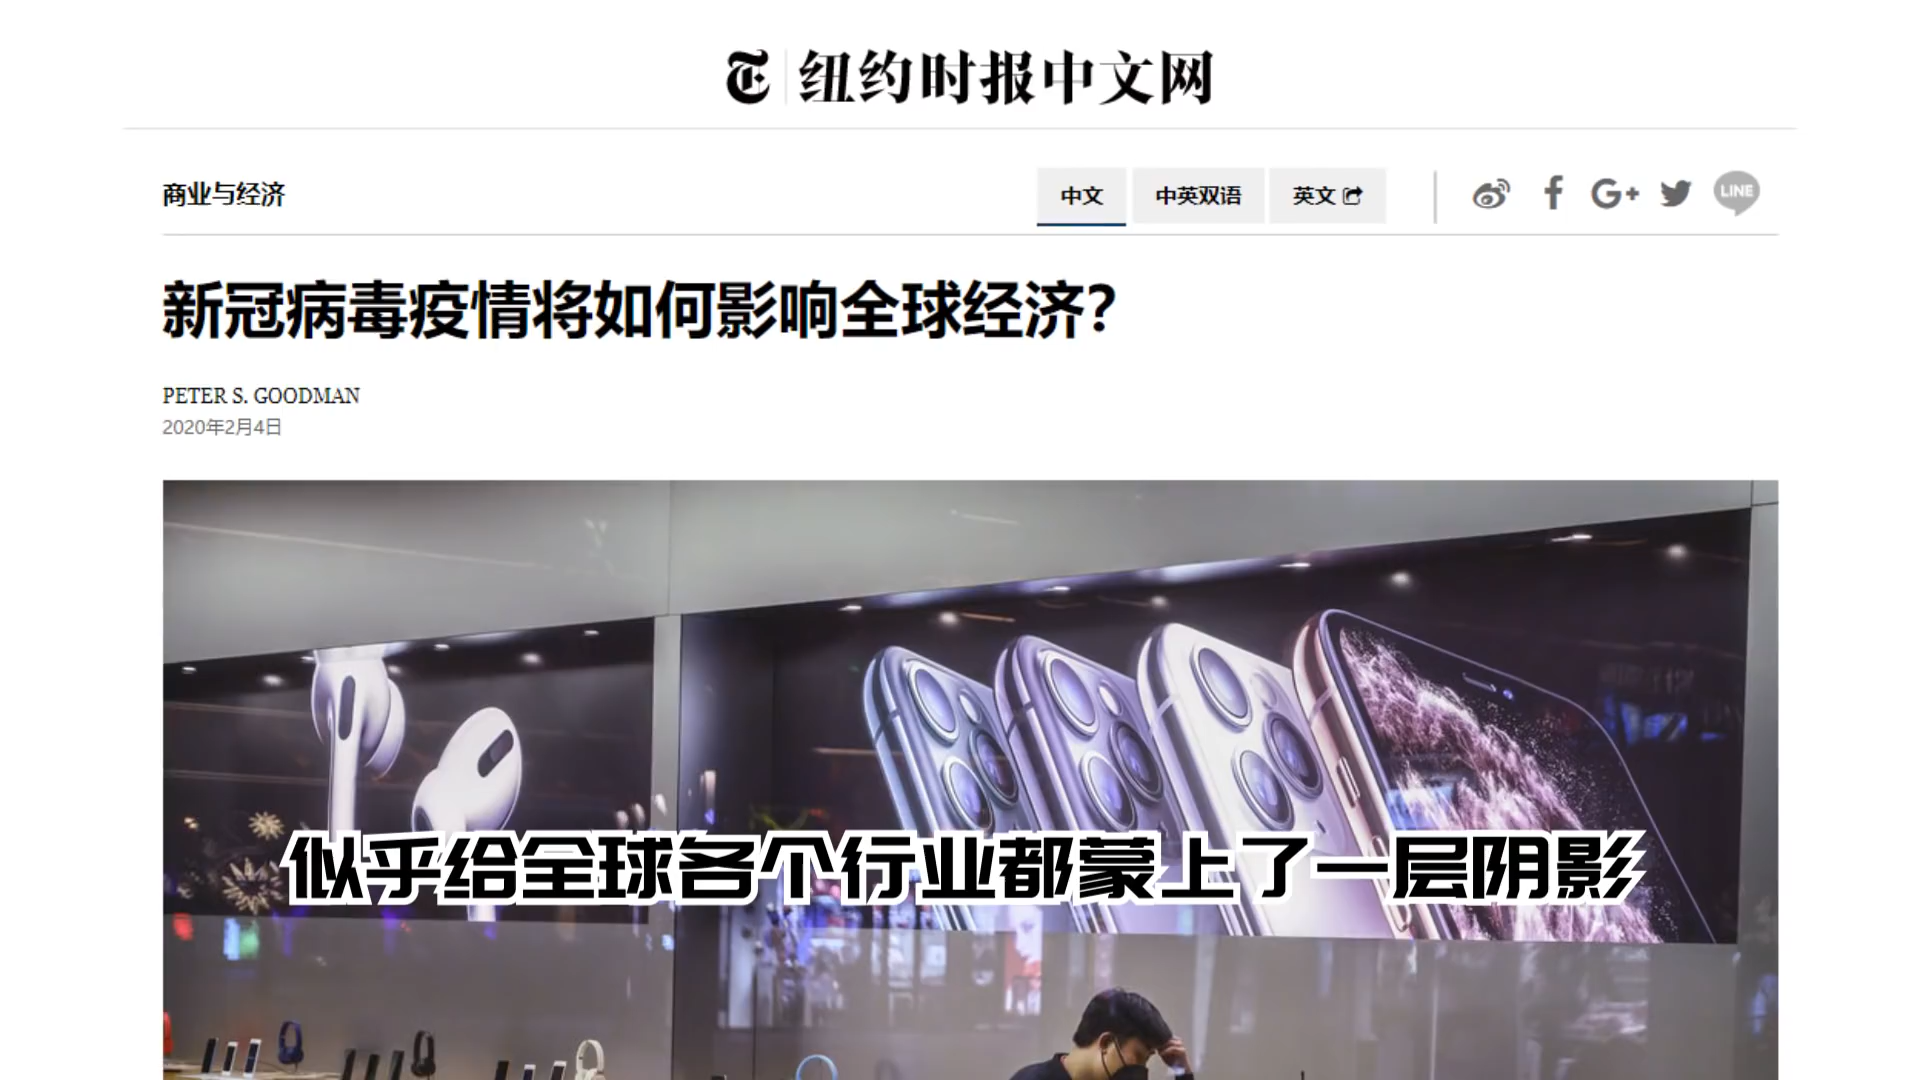 纽约时报中文网
商业与经济
中文
中英双语
英文
G+
LINE
新冠病毒疫情将如何影响全球经济？
PETER S. GOODMAN
2020年2月4日
似乎给全球各个行业都蒙上了一层阴影